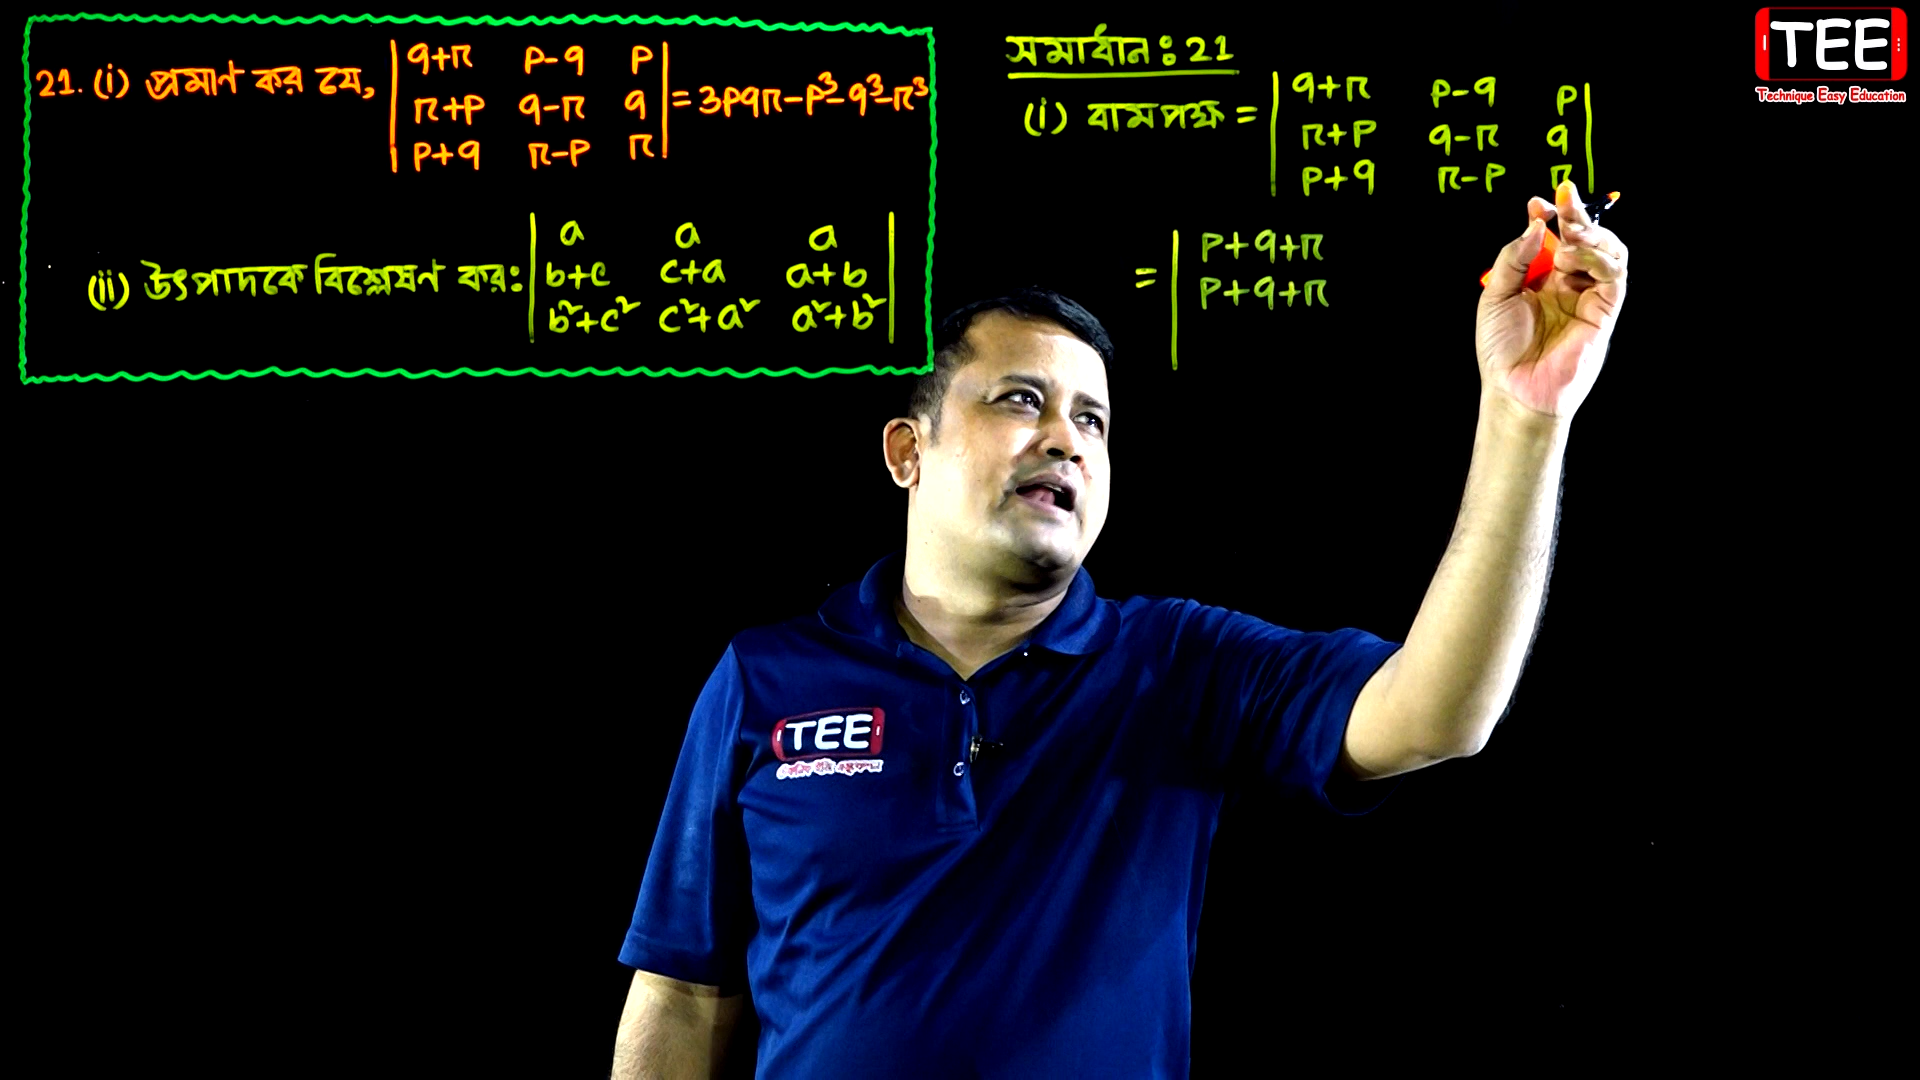 21. (i) প্রমাণ কর যে, | q+r p-q p | = 3pqr-p³-q³-r³
| r+p q-r q |
| p+q r-p r |
(ii) উৎপাদকে বিশ্লেষণ কর: | a a a |
| b+c c+a a+b |
| b²+c² c²+a² a²+b² |
সমাধান: 21
(i) বামপক্ষ = | q+r p-q p |
| r+p q-r q |
| p+q r-p r |
= | p+q+r
| p+q+r
TEE
Technique Easy Education
TEE